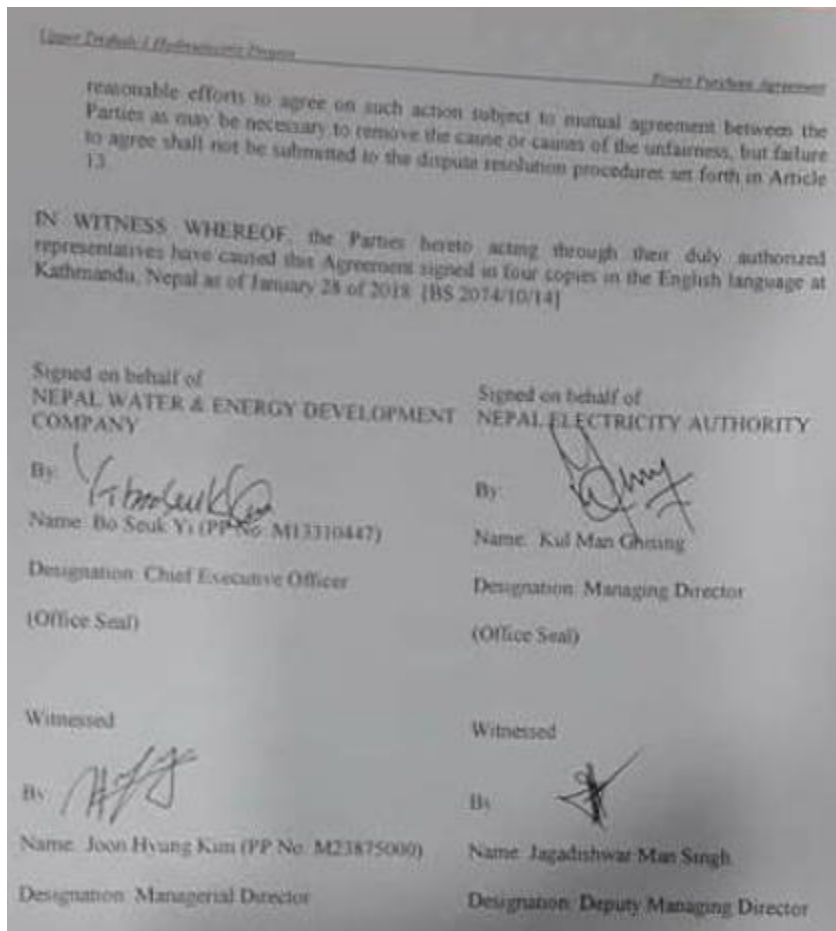 Upper Trishuli-1 Hydroelectric Project
Power Purchase Agreement
reasonable efforts to agree on such action subject to mutual agreement between the
Parties as may be necessary to remove the cause or causes of the unfairness, but failure
to agree shall not be submitted to the dispute resolution procedures set forth in Article
13.
IN WITNESS WHEREOF, the Parties hereto acting through their duly authorized
representatives have caused this Agreement signed in four copies in the English language at
Kathmandu, Nepal as of January 28 of 2018 [BS 2074/10/14]
Signed on behalf of
NEPAL WATER & ENERGY DEVELOPMENT
COMPANY
By:
Name: Bo Seuk Yi (PP No. M13310447)
Designation: Chief Executive Officer
(Office Seal)
Witnessed
By
Name: Joon Hyung Kim (PP No. M23875000)
Designation: Managerial Director
Signed on behalf of
NEPAL ELECTRICITY AUTHORITY
By:
Name: Kul Man Ghising
Designation: Managing Director
(Office Seal)
Witnessed
By
Name: Jagadishwar Man Singh
Designation: Deputy Managing Director